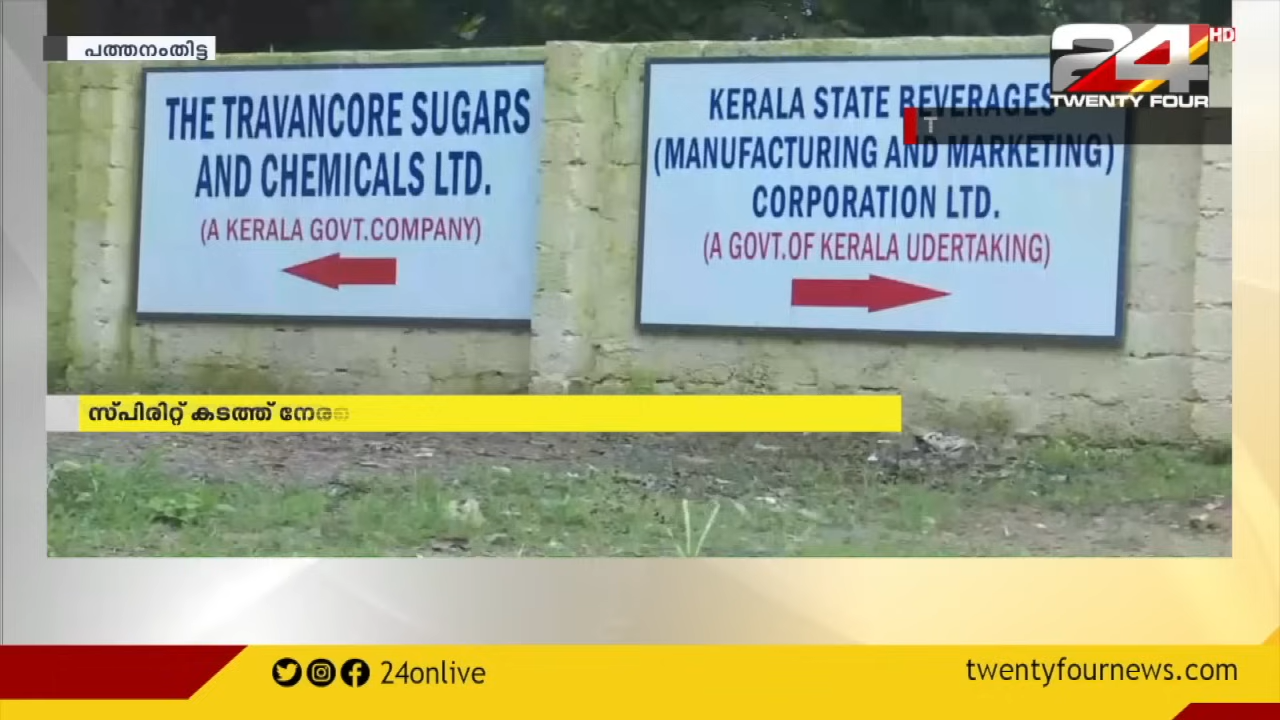 പത്തനംതിട്ട
24 HD
TWENTY FOUR
T
THE TRAVANCORE SUGARS
AND CHEMICALS LTD.
(A KERALA GOVT.COMPANY)
KERALA STATE BEVERAGES
(MANUFACTURING AND MARKETING)
CORPORATION LTD.
(A GOVT.OF KERALA UDERTAKING)
സ്പിരിറ്റ് കടത്ത്
24onlive
twentyfournews.com